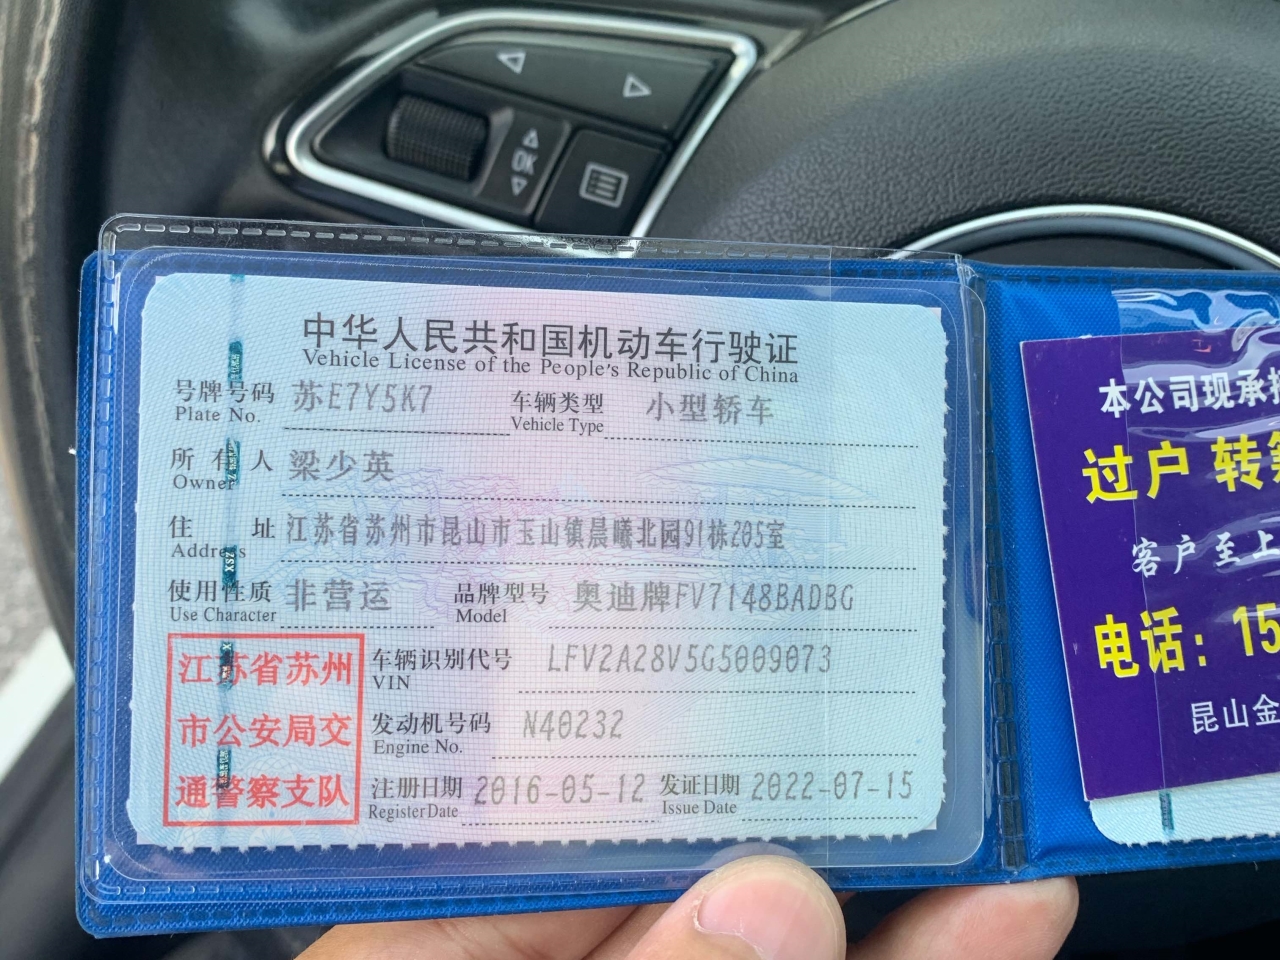 OK
中华人民共和国机动车行驶证
Vehicle License of the People's Republic of China
号牌号码 苏E7Y5K7 车辆类型 小型轿车
Plate No. Vehicle Type
所有人 梁少英
Owner
住址 江苏省苏州市昆山市玉山镇晨曦北园91栋205室
Address
使用性质 非营运 品牌型号 奥迪牌FV7148BADBG
Use Character Model
车辆识别代号 LFV2A28V5G5009073
VIN
发动机号码 N40232
Engine No.
注册日期 2016-05-12 发证日期 2022-07-15
Register Date Issue Date
江苏省苏州
市公安局交
通警察支队
本公司现承
过户 转
客户至上
电话：15
昆山金